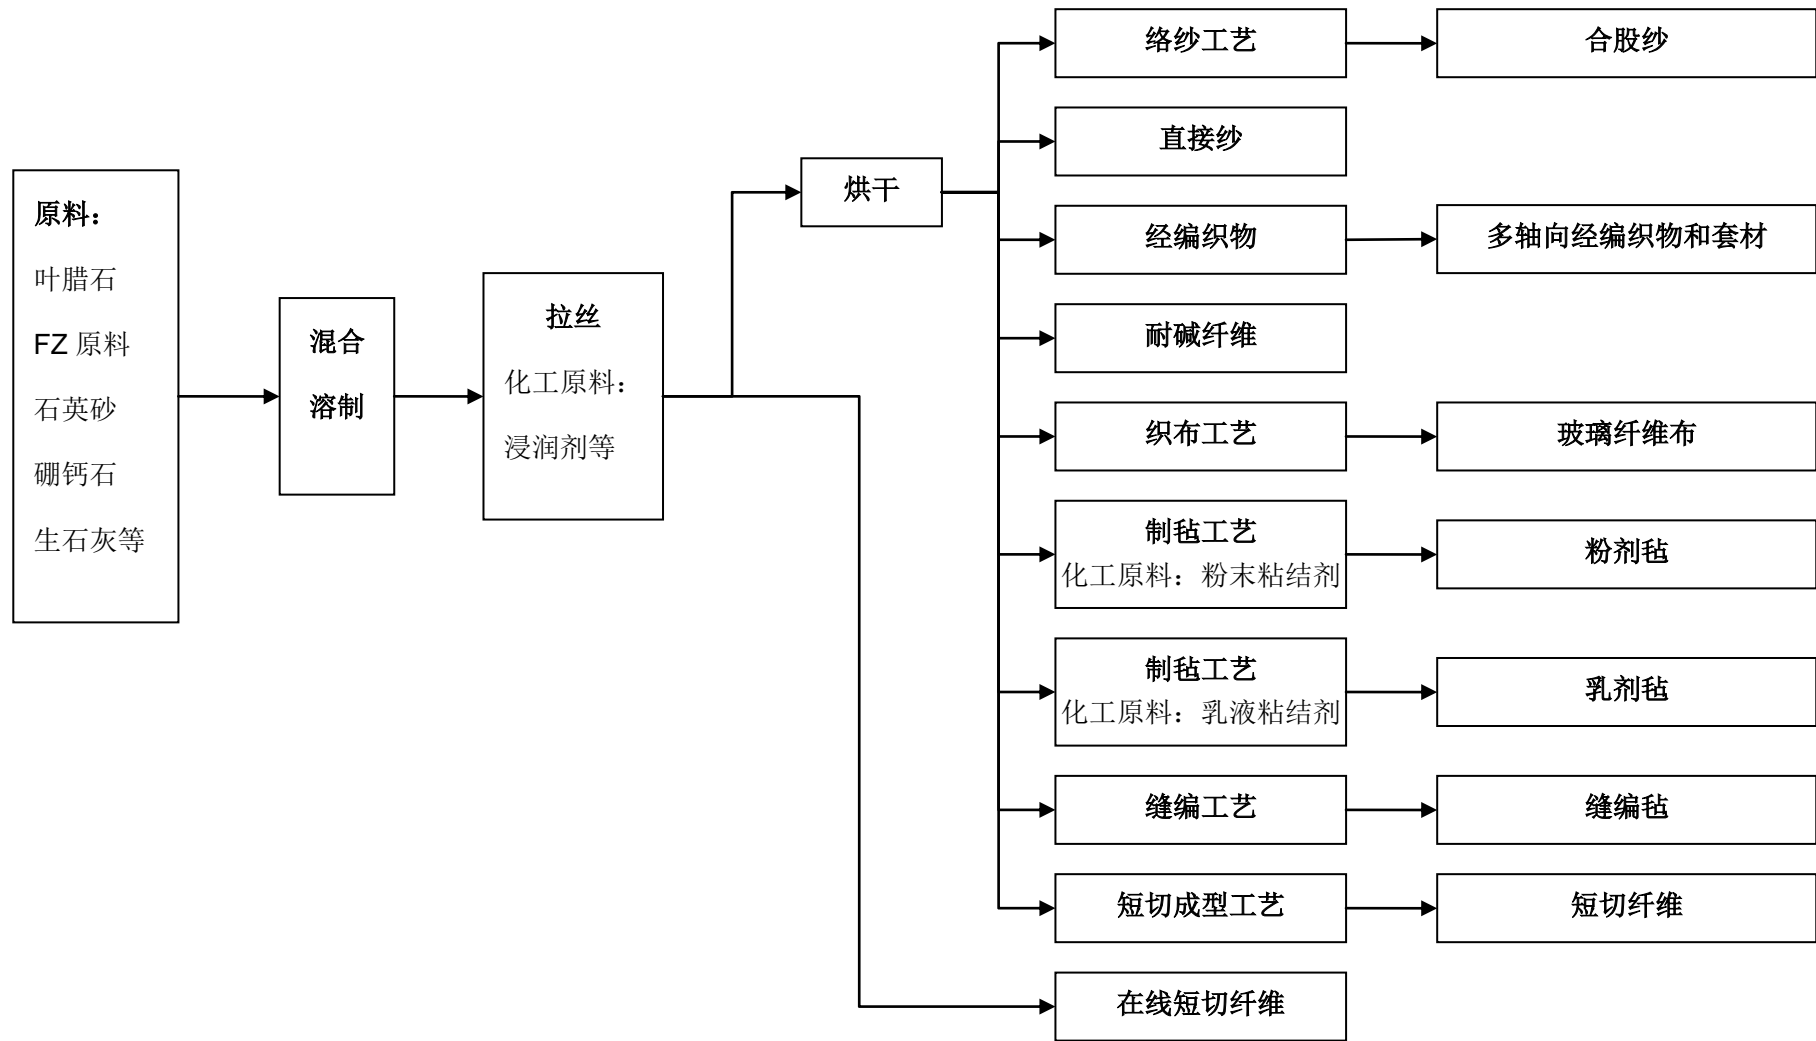 原料：
叶腊石
FZ 原料
石英砂
硼钙石
生石灰等
混合
溶制
拉丝
化工原料：
浸润剂等
烘干
络纱工艺
合股纱
直接纱
经编织物
多轴向经编织物和套材
耐碱纤维
织布工艺
玻璃纤维布
制毡工艺
化工原料：粉末粘结剂
粉剂毡
制毡工艺
化工原料：乳液粘结剂
乳剂毡
缝编工艺
缝编毡
短切成型工艺
短切纤维
在线短切纤维